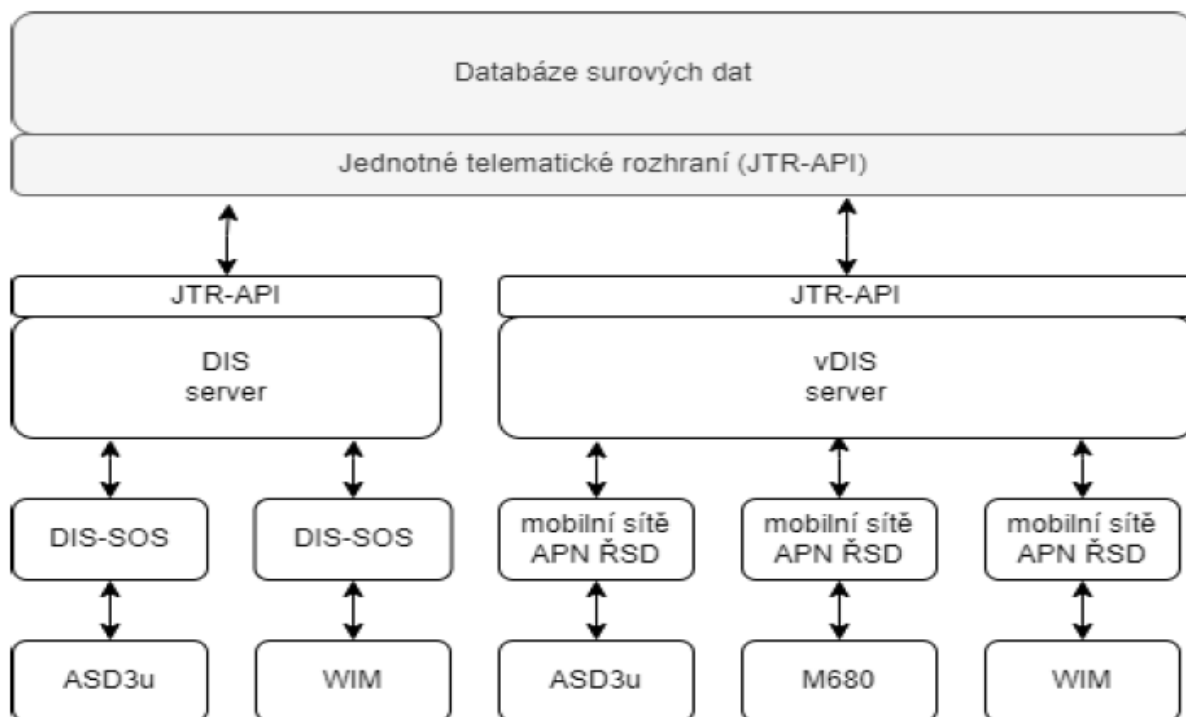 Databáze surových dat
Jednotné telematické rozhraní (JTR-API)
JTR-API
JTR-API
DIS
server
vDIS
server
DIS-SOS
DIS-SOS
mobilní sítě
APN ŘSD
mobilní sítě
APN ŘSD
mobilní sítě
APN ŘSD
ASD3u
WIM
ASD3u
M680
WIM